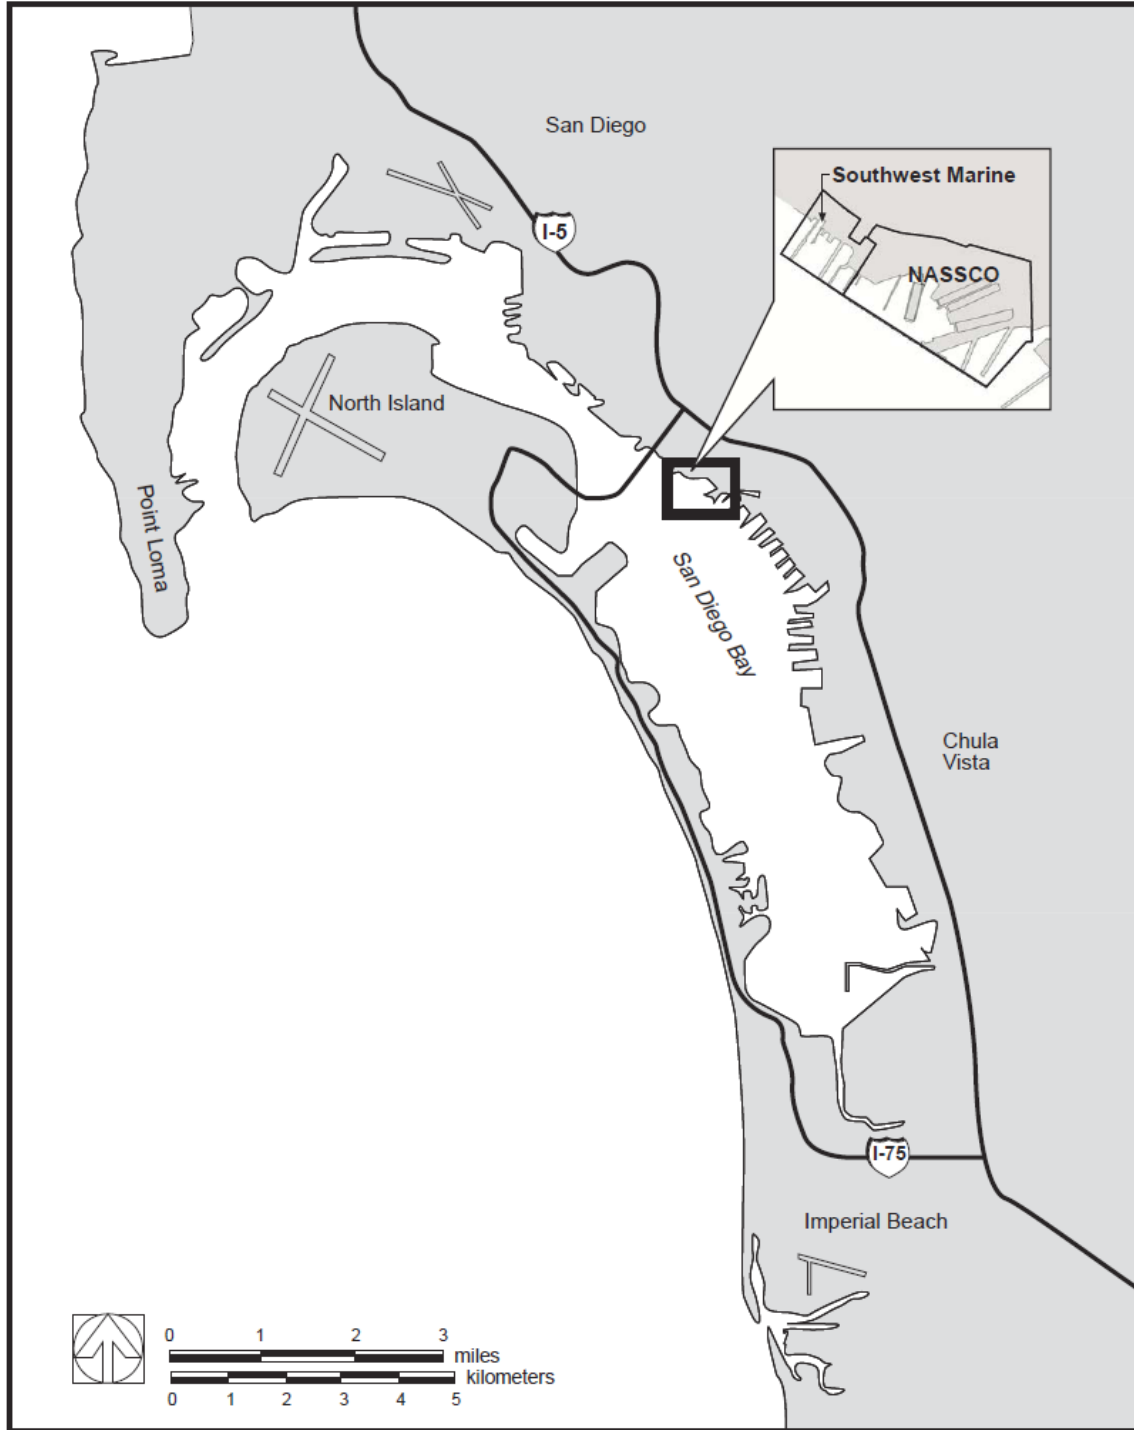 San Diego
Southwest Marine
I-5
NASSCO
North Island
Point Loma
San Diego Bay
Chula
Vista
I-75
Imperial Beach
0 1 2 3
miles
kilometers
0 1 2 3 4 5